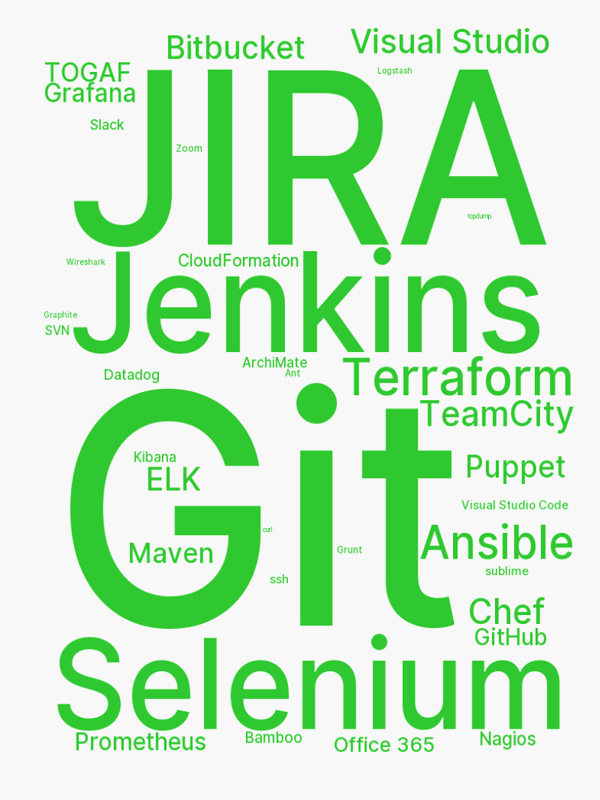 Bitbucket
Visual Studio
TOGAF
Logstash
Grafana
JIRA
Slack
Zoom
tcpdump
Wireshark
CloudFormation
Jenkins
Graphite
SVN
ArchiMate
Ant
Datadog
Terraform
TeamCity
Git
Kibana
Puppet
ELK
Visual Studio Code
curl
Ansible
Maven
Grunt
sublime
ssh
Chef
GitHub
Selenium
Prometheus
Bamboo
Office 365
Nagios